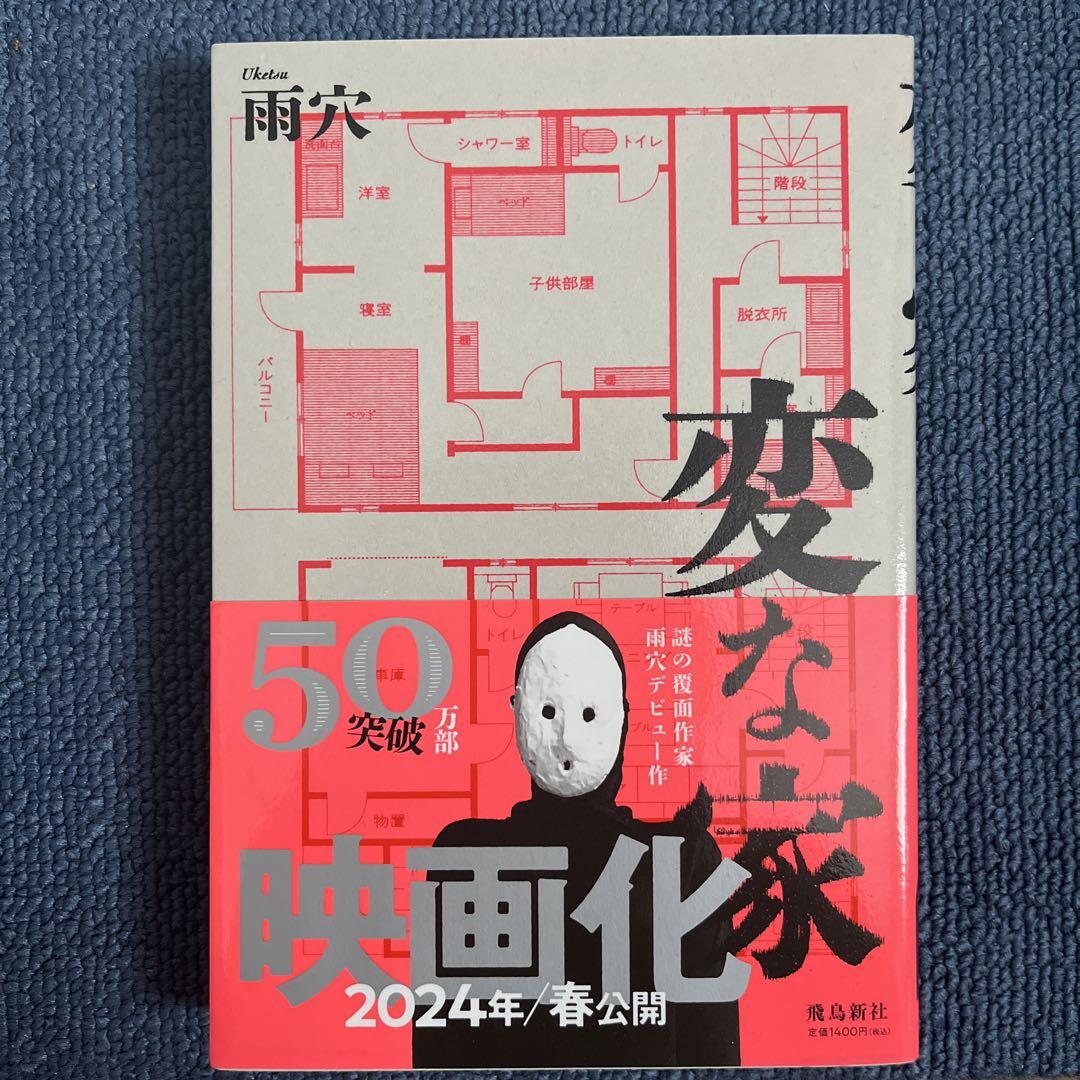 Uketsu
雨穴
洋室
シャワー室
トイレ
階段
ベッド
子供部屋
寝室
脱衣所
棚
棚
バルコニー
ベッド
変な家
テーブル
トイレ
階段
謎の覆面作家
雨穴デビュー作
車庫
50万部
突破
物置
映画化
2024年/春公開
飛鳥新社
定価1400円(税込)